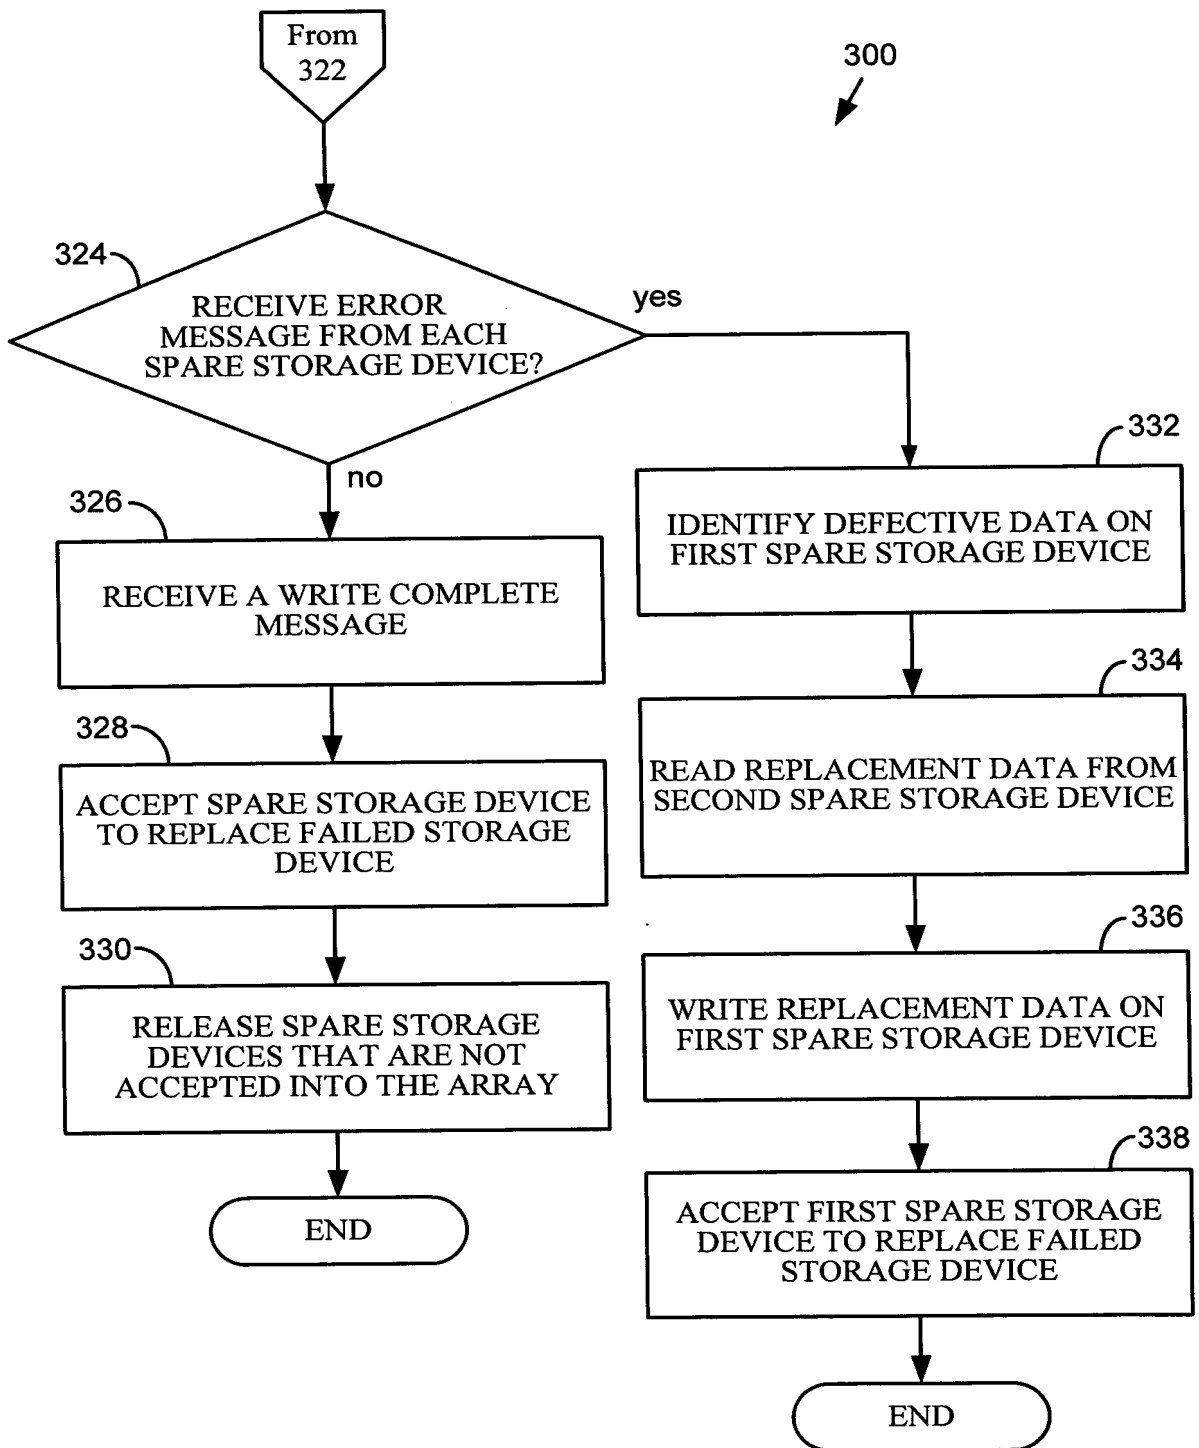 From
322
300
324
RECEIVE ERROR
MESSAGE FROM EACH
SPARE STORAGE DEVICE?
yes
no
326
RECEIVE A WRITE COMPLETE
MESSAGE
328
ACCEPT SPARE STORAGE DEVICE
TO REPLACE FAILED STORAGE
DEVICE
330
RELEASE SPARE STORAGE
DEVICES THAT ARE NOT
ACCEPTED INTO THE ARRAY
END
332
IDENTIFY DEFECTIVE DATA ON
FIRST SPARE STORAGE DEVICE
334
READ REPLACEMENT DATA FROM
SECOND SPARE STORAGE DEVICE
336
WRITE REPLACEMENT DATA ON
FIRST SPARE STORAGE DEVICE
338
ACCEPT FIRST SPARE STORAGE
DEVICE TO REPLACE FAILED
STORAGE DEVICE
END